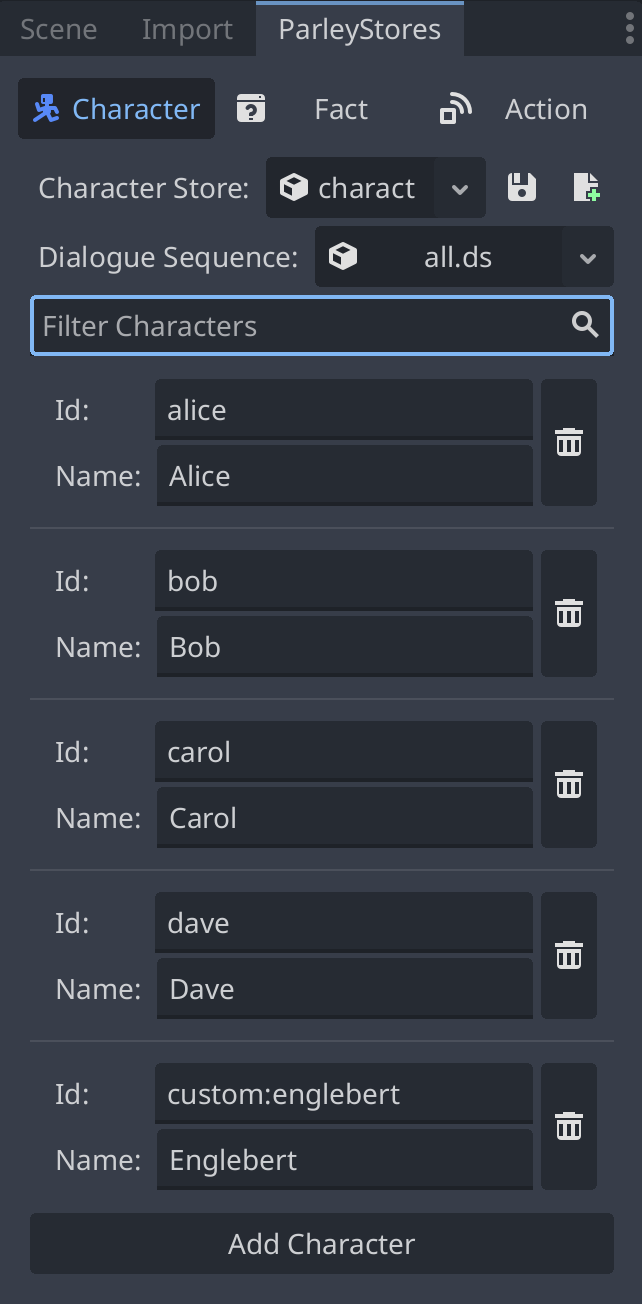 Scene Import ParleyStores
Character Fact Action
Character Store: charact
Dialogue Sequence: all.ds
Filter Characters
Id: alice
Name: Alice
Id: bob
Name: Bob
Id: carol
Name: Carol
Id: dave
Name: Dave
Id: custom:englebert
Name: Englebert
Add Character